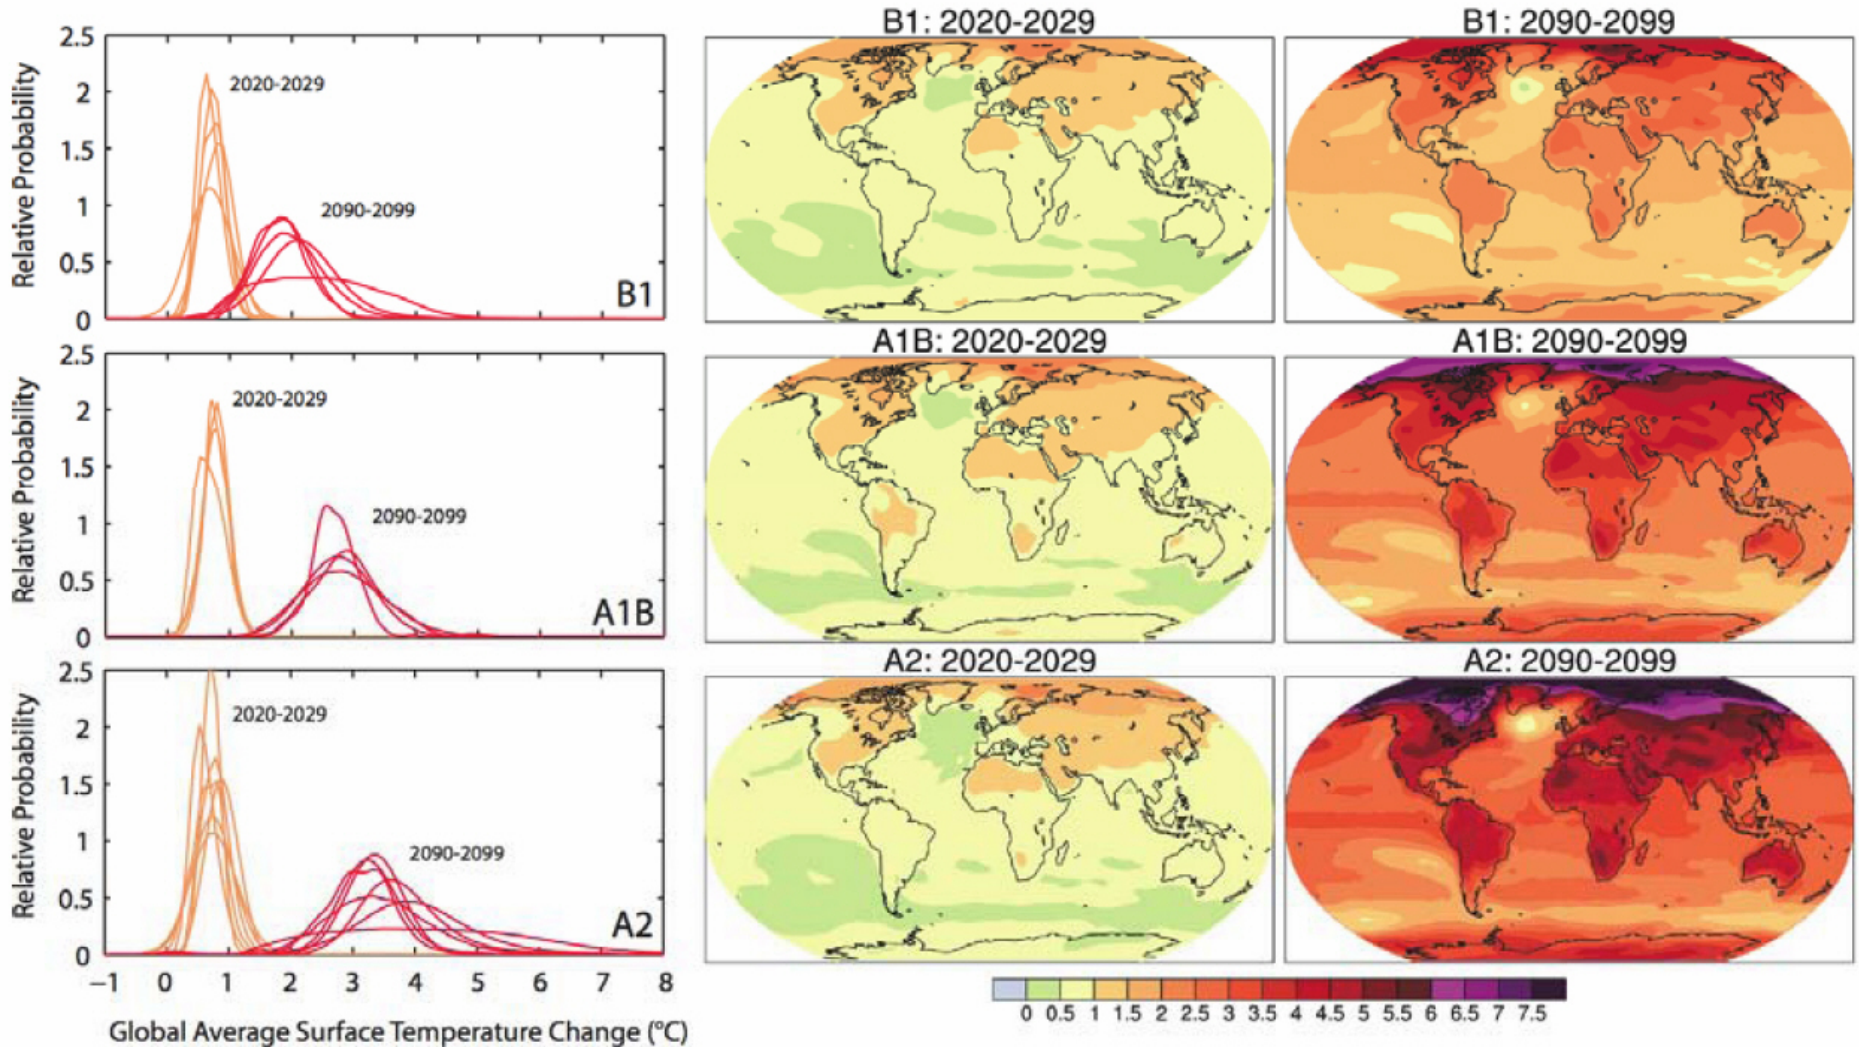 B1: 2020-2029
B1: 2090-2099
2.5
2
1.5
1
0.5
0
Relative Probability
2020-2029
2090-2099
B1
A1B: 2020-2029
A1B: 2090-2099
2.5
2
1.5
1
0.5
0
Relative Probability
2020-2029
2090-2099
A1B
A2: 2020-2029
A2: 2090-2099
2.5
2
1.5
1
0.5
0
Relative Probability
2020-2029
2090-2099
A2
−1 0 1 2 3 4 5 6 7 8
Global Average Surface Temperature Change (°C)
0 0.5 1 1.5 2 2.5 3 3.5 4 4.5 5 5.5 6 6.5 7 7.5